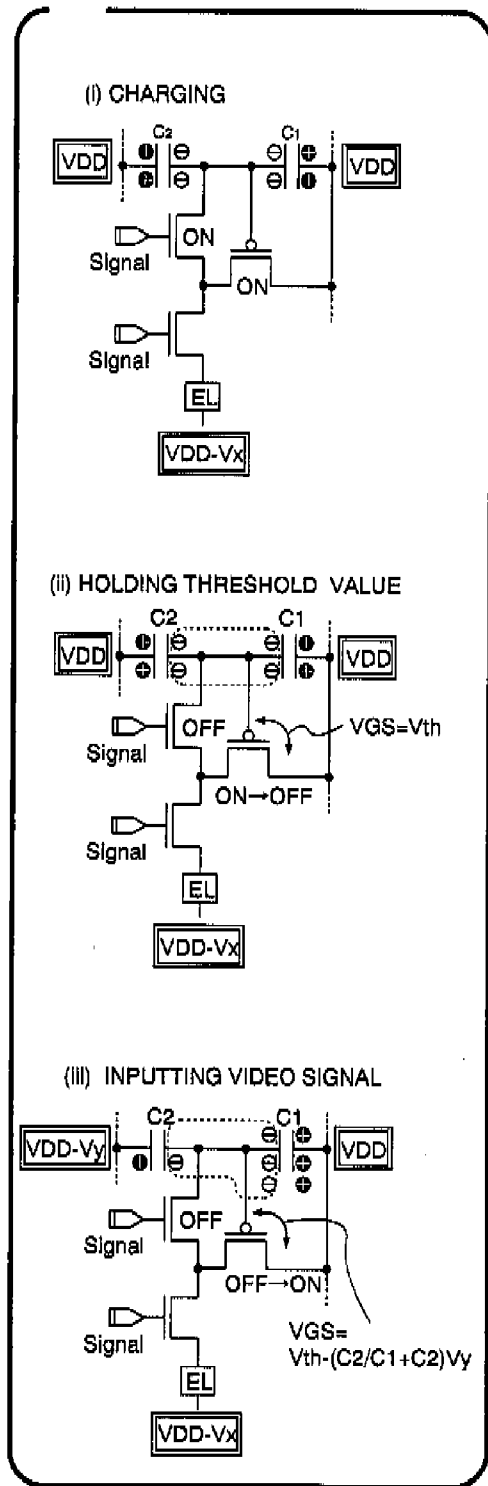 (i) CHARGING
C2 C1
VDD VDD
ON
Signal
ON
Signal
EL
VDD-Vx
(ii) HOLDING THRESHOLD VALUE
C2 C1
VDD VDD
OFF VGS=Vth
Signal
ON→OFF
Signal
EL
VDD-Vx
(iii) INPUTTING VIDEO SIGNAL
C2 C1
VDD-Vy VDD
OFF
Signal
OFF→ON
Signal
VGS=
Vth-(C2/C1+C2)Vy
EL
VDD-Vx